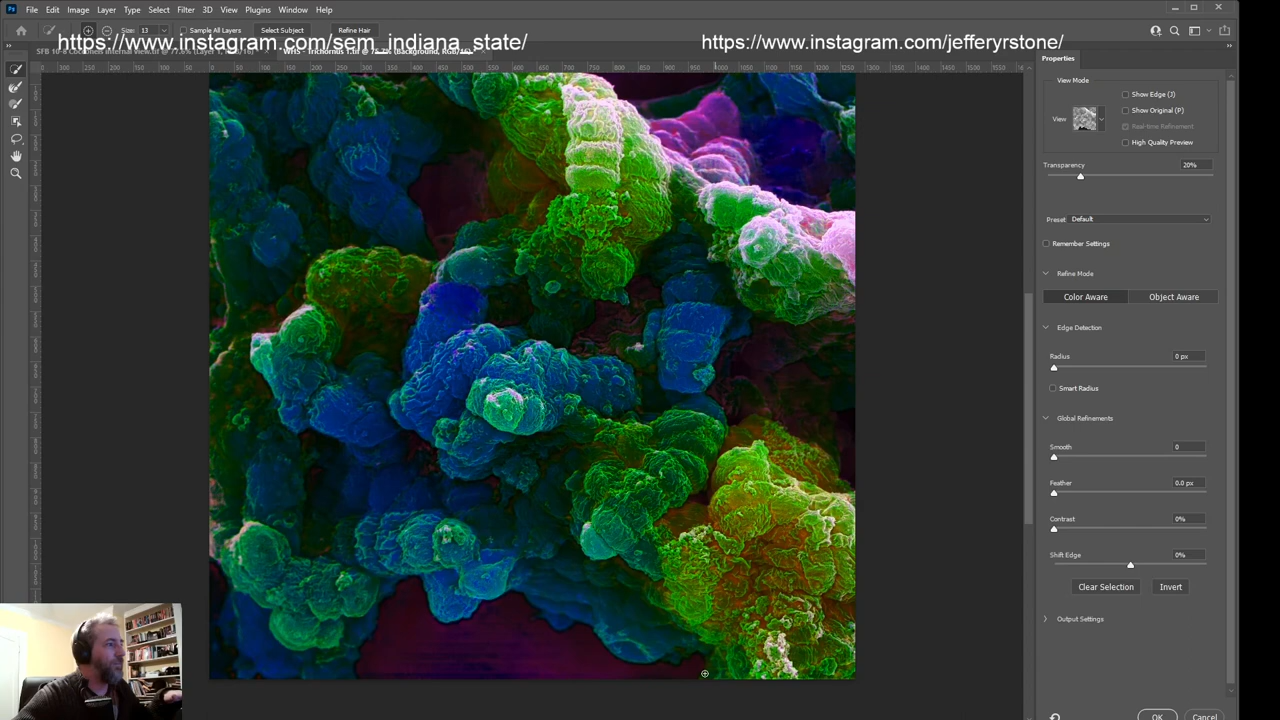 Ps File Edit Image Layer Type Select Filter 3D View Plugins Window Help
Size: 13 Sample All Layers Select Subject Refine Hair
https://www.instagram.com/sem_indiana_state/ https://www.instagram.com/jefferyrstone/
Properties
View Mode
Show Edge (J)
View
Show Original (P)
Real-time Refinement
High Quality Preview
Transparency 20%
Preset: Default
Remember Settings
Refine Mode
Color Aware Object Aware
Edge Detection
Radius 0 px
Smart Radius
Global Refinements
Smooth 0
Feather 0.0 px
Contrast 0%
Shift Edge 0%
Clear Selection Invert
Output Settings
OK Cancel